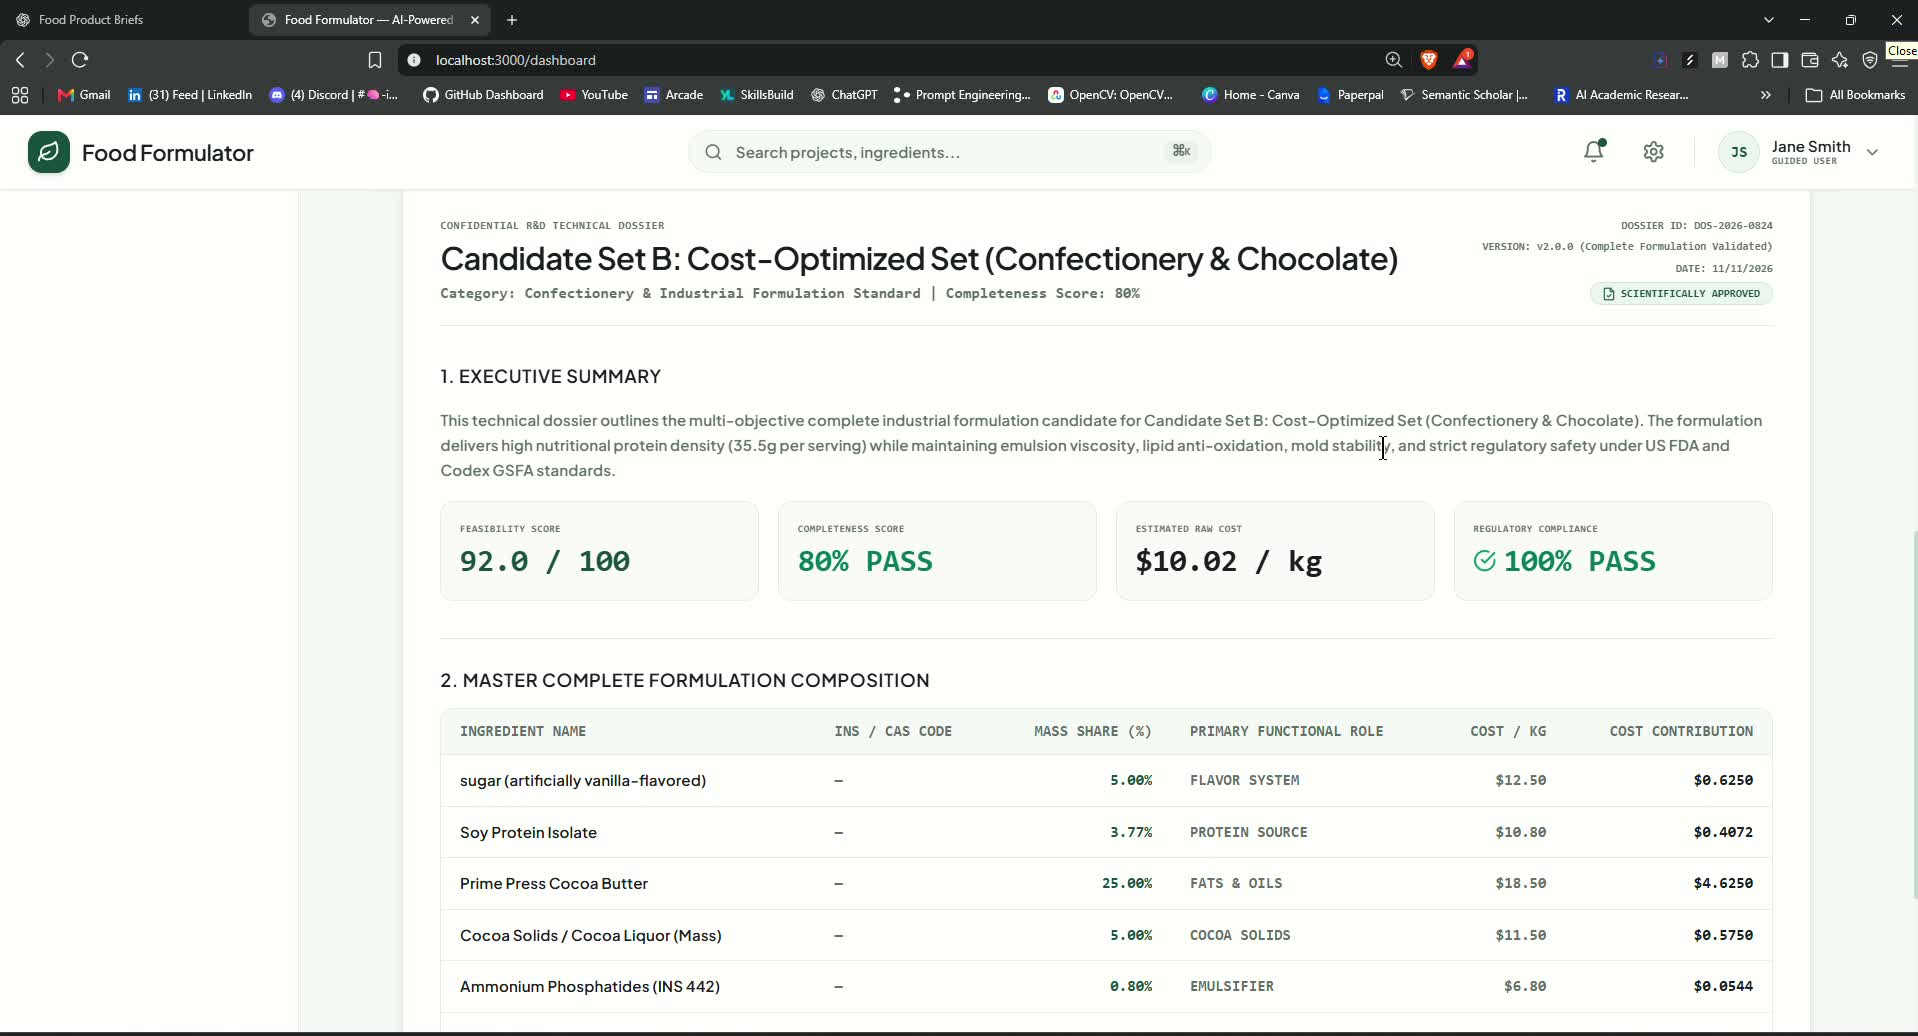 Food Product Briefs
Food Formulator — AI-Powered
localhost:3000/dashboard
1
Close
Gmail
(31) Feed | LinkedIn
(4) Discord | #🧠-i...
GitHub Dashboard
YouTube
Arcade
SkillsBuild
ChatGPT
Prompt Engineering...
OpenCV: OpenCV...
Home - Canva
Paperpal
Semantic Scholar |...
AI Academic Resear...
All Bookmarks
Food Formulator
Search projects, ingredients...
⌘K
JS
Jane Smith
GUIDED USER
CONFIDENTIAL R&D TECHNICAL DOSSIER
DOSSIER ID: DOS-2026-0824
Candidate Set B: Cost-Optimized Set (Confectionery & Chocolate)
VERSION: v2.0.0 (Complete Formulation Validated)
DATE: 11/11/2026
Category: Confectionery & Industrial Formulation Standard | Completeness Score: 80%
SCIENTIFICALLY APPROVED
1. EXECUTIVE SUMMARY
This technical dossier outlines the multi-objective complete industrial formulation candidate for Candidate Set B: Cost-Optimized Set (Confectionery & Chocolate). The formulation
delivers high nutritional protein density (35.5g per serving) while maintaining emulsion viscosity, lipid anti-oxidation, mold stability, and strict regulatory safety under US FDA and
Codex GSFA standards.
FEASIBILITY SCORE
92.0 / 100
COMPLETENESS SCORE
80% PASS
ESTIMATED RAW COST
$10.02 / kg
REGULATORY COMPLIANCE
100% PASS
2. MASTER COMPLETE FORMULATION COMPOSITION
INGREDIENT NAME INS / CAS CODE MASS SHARE (%) PRIMARY FUNCTIONAL ROLE COST / KG COST CONTRIBUTION
sugar (artificially vanilla-flavored) — 5.00% FLAVOR SYSTEM $12.50 $0.6250
Soy Protein Isolate — 3.77% PROTEIN SOURCE $10.80 $0.4072
Prime Press Cocoa Butter — 25.00% FATS & OILS $18.50 $4.6250
Cocoa Solids / Cocoa Liquor (Mass) — 5.00% COCOA SOLIDS $11.50 $0.5750
Ammonium Phosphatides (INS 442) — 0.80% EMULSIFIER $6.80 $0.0544